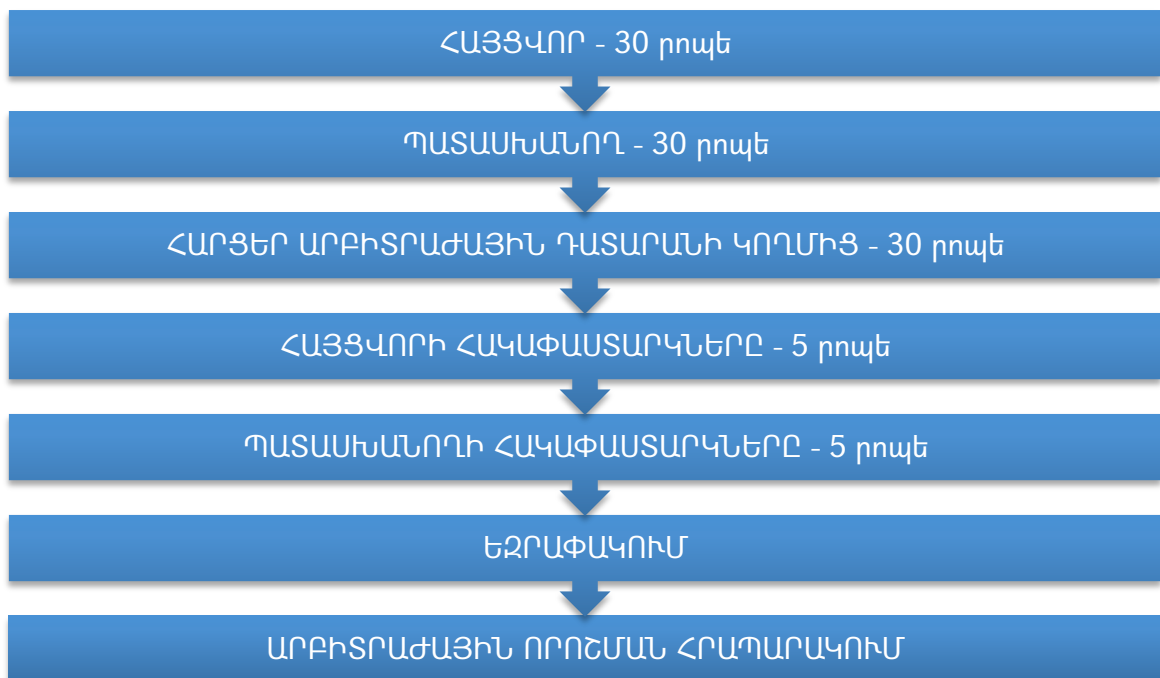 ՀԱՅՑՎՈՐ - 30 րոպե
ՊԱՏԱՍԽԱՆՈՂ - 30 րոպե
ՀԱՐՑԵՐ ԱՐԲԻՏՐԱԺԱՅԻՆ ԴԱՏԱՐԱՆԻ ԿՈՂՄԻՑ - 30 րոպե
ՀԱՅՑՎՈՐԻ ՀԱԿԱՓԱՍՏԱՐԿՆԵՐԸ - 5 րոպե
ՊԱՏԱՍԽԱՆՈՂԻ ՀԱԿԱՓԱՍՏԱՐԿՆԵՐԸ - 5 րոպե
ԵԶՐԱՓԱԿՈՒՄ
ԱՐԲԻՏՐԱԺԱՅԻՆ ՈՐՈՇՄԱՆ ՀՐԱՊԱՐԱԿՈՒՄ